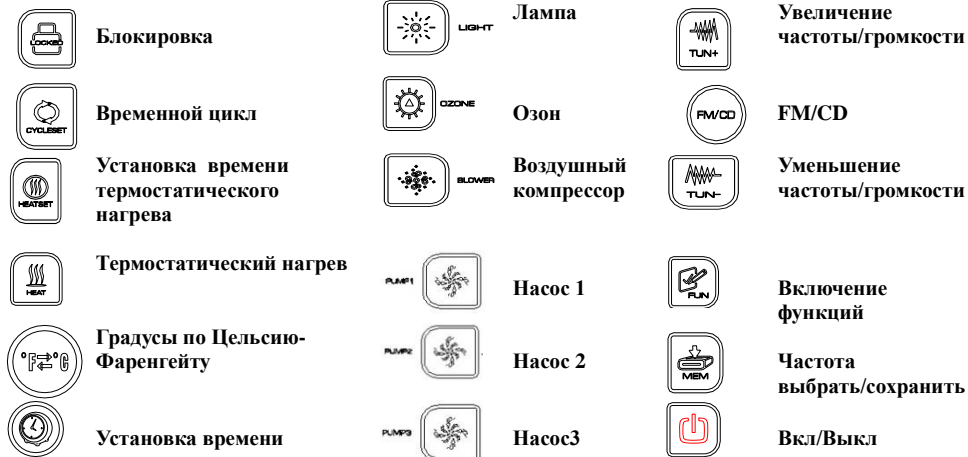 LOCKED
Блокировка
CYCLESET
Временной цикл
HEATSET
Установка времени
термостатического
нагрева
HEAT
Термостатический нагрев
°F⇄°C
Градусы по Цельсию-
Фаренгейту
Установка времени
LIGHT
Лампа
OZONE
Озон
BLOWER
Воздушный
компрессор
PUMP1
Насос 1
PUMP2
Насос 2
PUMP3
Насос3
TUN+
Увеличение
частоты/громкости
FM/CD
FM/CD
TUN-
Уменьшение
частоты/громкости
FUN
Включение
функций
MEM
Частота
выбрать/сохранить
Вкл/Выкл